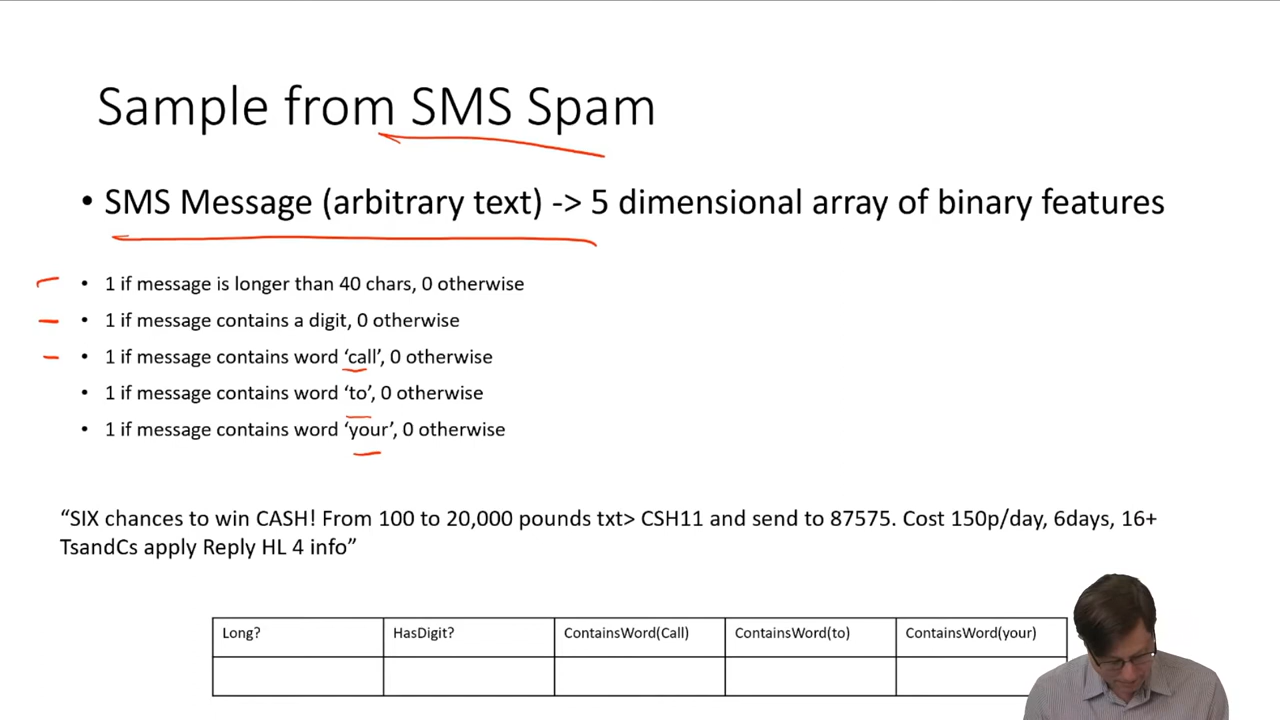 Sample from SMS Spam
• SMS Message (arbitrary text) -> 5 dimensional array of binary features
• 1 if message is longer than 40 chars, 0 otherwise
• 1 if message contains a digit, 0 otherwise
• 1 if message contains word ‘call’, 0 otherwise
• 1 if message contains word ‘to’, 0 otherwise
• 1 if message contains word ‘your’, 0 otherwise
“SIX chances to win CASH! From 100 to 20,000 pounds txt> CSH11 and send to 87575. Cost 150p/day, 6days, 16+
TsandCs apply Reply HL 4 info”
Long? HasDigit? ContainsWord(Call) ContainsWord(to) ContainsWord(your)